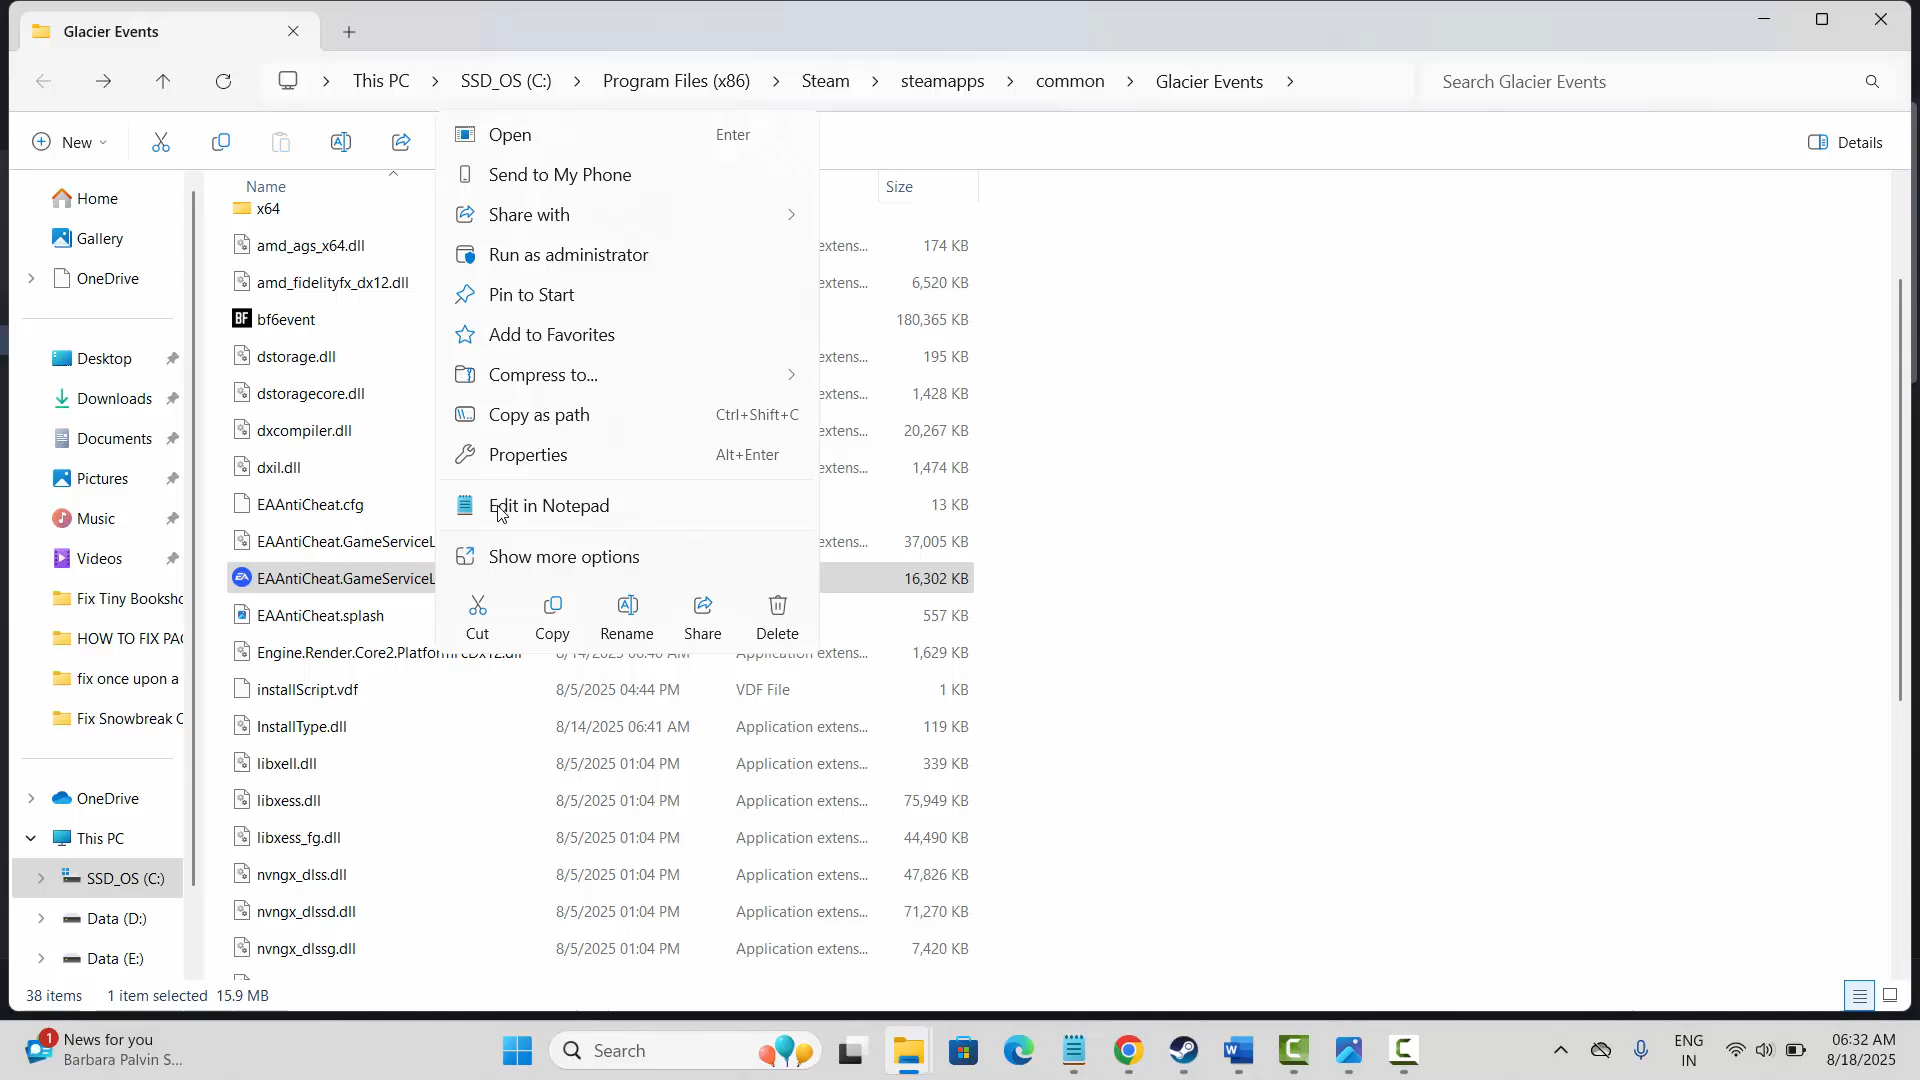 Glacier Events
This PC > SSD_OS (C:) > Program Files (x86) > Steam > steamapps > common > Glacier Events >
Search Glacier Events
New
Details
Home
Gallery
OneDrive
Desktop
Downloads
Documents
Pictures
Music
Videos
Fix Tiny Booksho
HOW TO FIX PAC
fix once upon a
Fix Snowbreak C
OneDrive
This PC
SSD_OS (C:)
Data (D:)
Data (E:)
Name
Size
x64
amd_ags_x64.dll extens... 174 KB
amd_fidelityfx_dx12.dll extens... 6,520 KB
BF bf6event 180,365 KB
dstorage.dll extens... 195 KB
dstoragecore.dll extens... 1,428 KB
dxcompiler.dll extens... 20,267 KB
dxil.dll extens... 1,474 KB
EAAntiCheat.cfg 13 KB
EAAntiCheat.GameServiceL extens... 37,005 KB
EA EAAntiCheat.GameServiceL 16,302 KB
EAAntiCheat.splash 557 KB
Engine.Render.Core2.PlatformPcDx12.dll 8/14/2025 06:40 AM Application extens... 1,629 KB
installScript.vdf 8/5/2025 04:44 PM VDF File 1 KB
InstallType.dll 8/14/2025 06:41 AM Application extens... 119 KB
libxell.dll 8/5/2025 01:04 PM Application extens... 339 KB
libxess.dll 8/5/2025 01:04 PM Application extens... 75,949 KB
libxess_fg.dll 8/5/2025 01:04 PM Application extens... 44,490 KB
nvngx_dlss.dll 8/5/2025 01:04 PM Application extens... 47,826 KB
nvngx_dlssd.dll 8/5/2025 01:04 PM Application extens... 71,270 KB
nvngx_dlssg.dll 8/5/2025 01:04 PM Application extens... 7,420 KB
Open Enter
Send to My Phone
Share with
Run as administrator
Pin to Start
Add to Favorites
Compress to...
Copy as path Ctrl+Shift+C
Properties Alt+Enter
Edit in Notepad
Show more options
Cut Copy Rename Share Delete
38 items 1 item selected 15.9 MB
1 News for you
Barbara Palvin S...
Search
ENG
IN
06:32 AM
8/18/2025